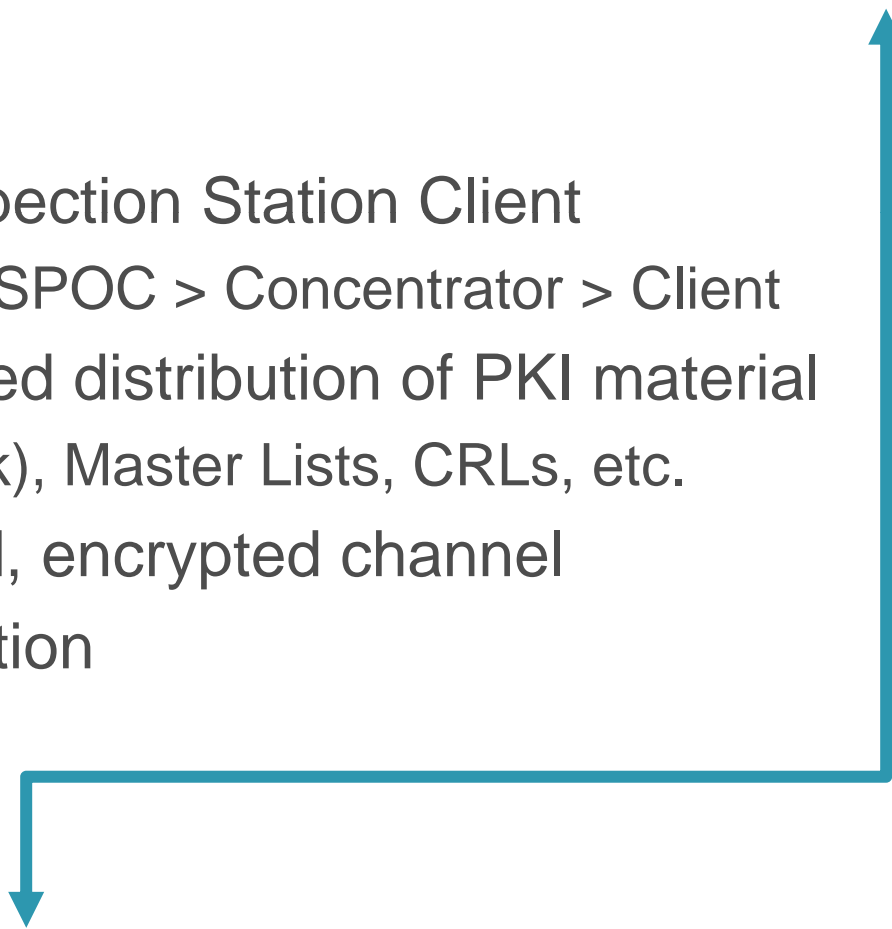 pection Station Client
SPOC > Concentrator > Client
ed distribution of PKI material
), Master Lists, CRLs, etc.
, encrypted channel
tion